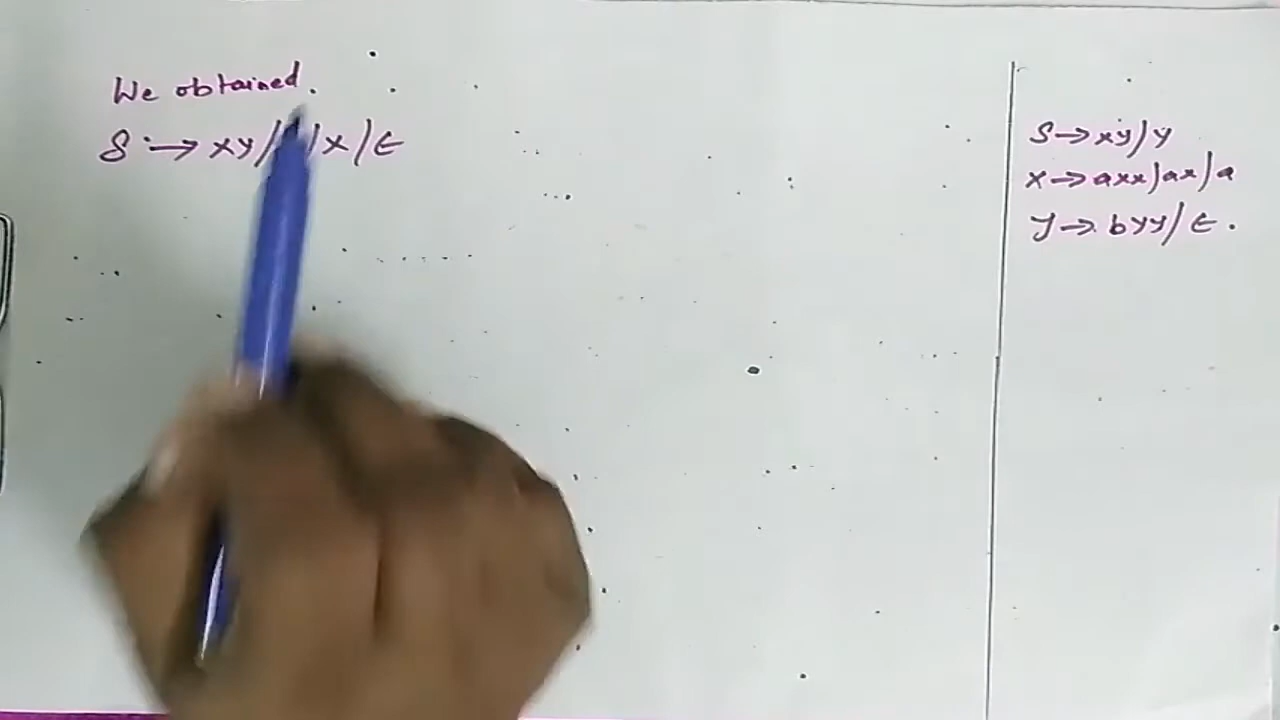 We obtained.
S → xy/ /x/ε
S → xy/y
X → axx/ax/a
Y → byy/ε.